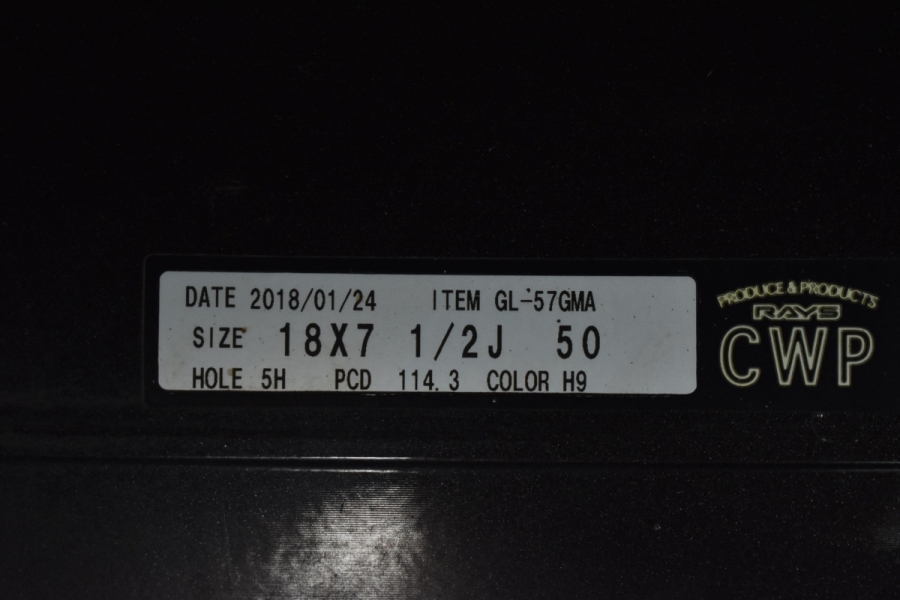 DATE 2018/01/24 ITEM GL-57GMA
SIZE 18X7 1/2J 50
HOLE 5H PCD 114.3 COLOR H9
PRODUCE & PRODUCTS
RAYS
CWP